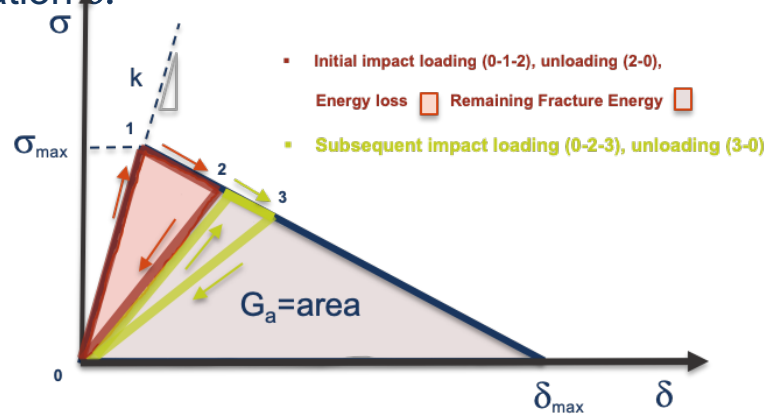 σ
k
1
σmax
2
3
▪ Initial impact loading (0-1-2), unloading (2-0),
Energy loss Remaining Fracture Energy
▪ Subsequent impact loading (0-2-3), unloading (3-0)
Ga=area
0
δmax
δ